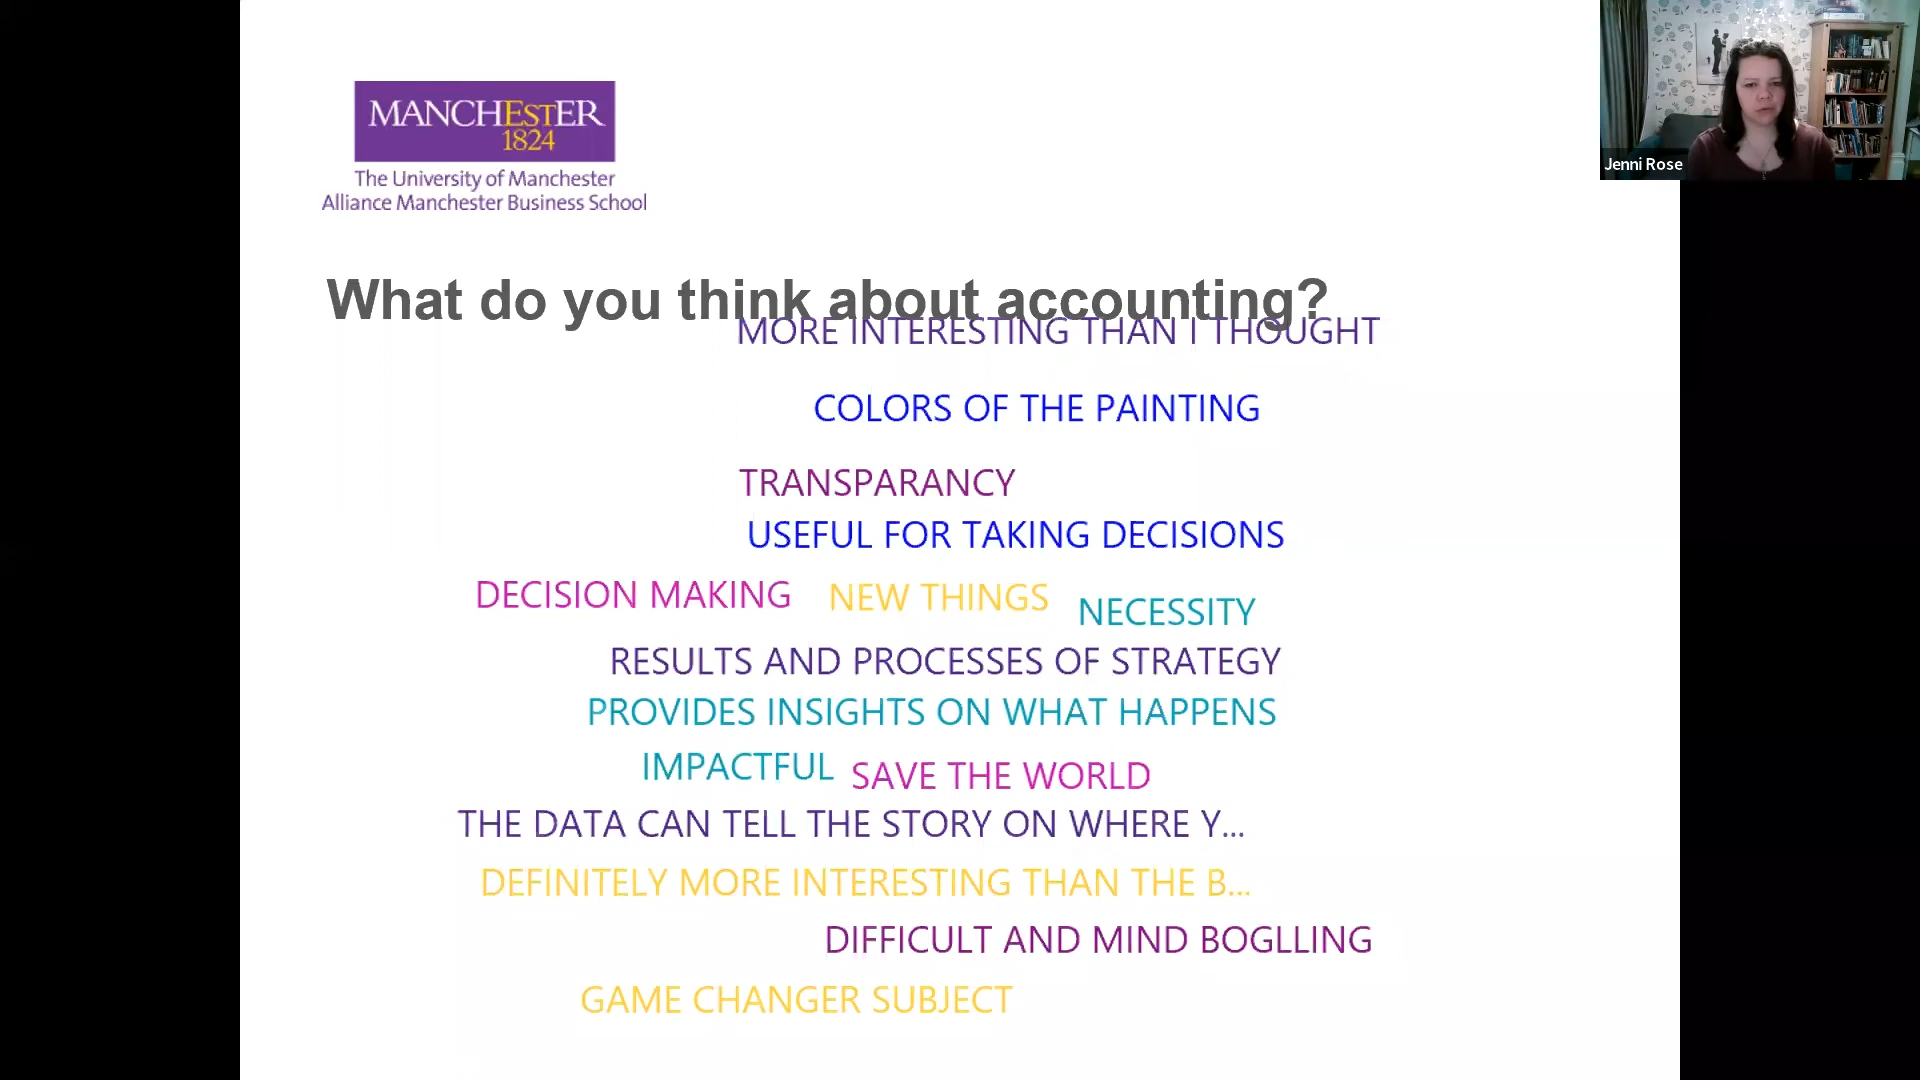 MANCHESTER
1824
The University of Manchester
Alliance Manchester Business School
Jenni Rose
What do you think about accounting?
MORE INTERESTING THAN I THOUGHT
COLORS OF THE PAINTING
TRANSPARANCY
USEFUL FOR TAKING DECISIONS
DECISION MAKING NEW THINGS NECESSITY
RESULTS AND PROCESSES OF STRATEGY
PROVIDES INSIGHTS ON WHAT HAPPENS
IMPACTFUL SAVE THE WORLD
THE DATA CAN TELL THE STORY ON WHERE Y...
DEFINITELY MORE INTERESTING THAN THE B...
DIFFICULT AND MIND BOGLLING
GAME CHANGER SUBJECT